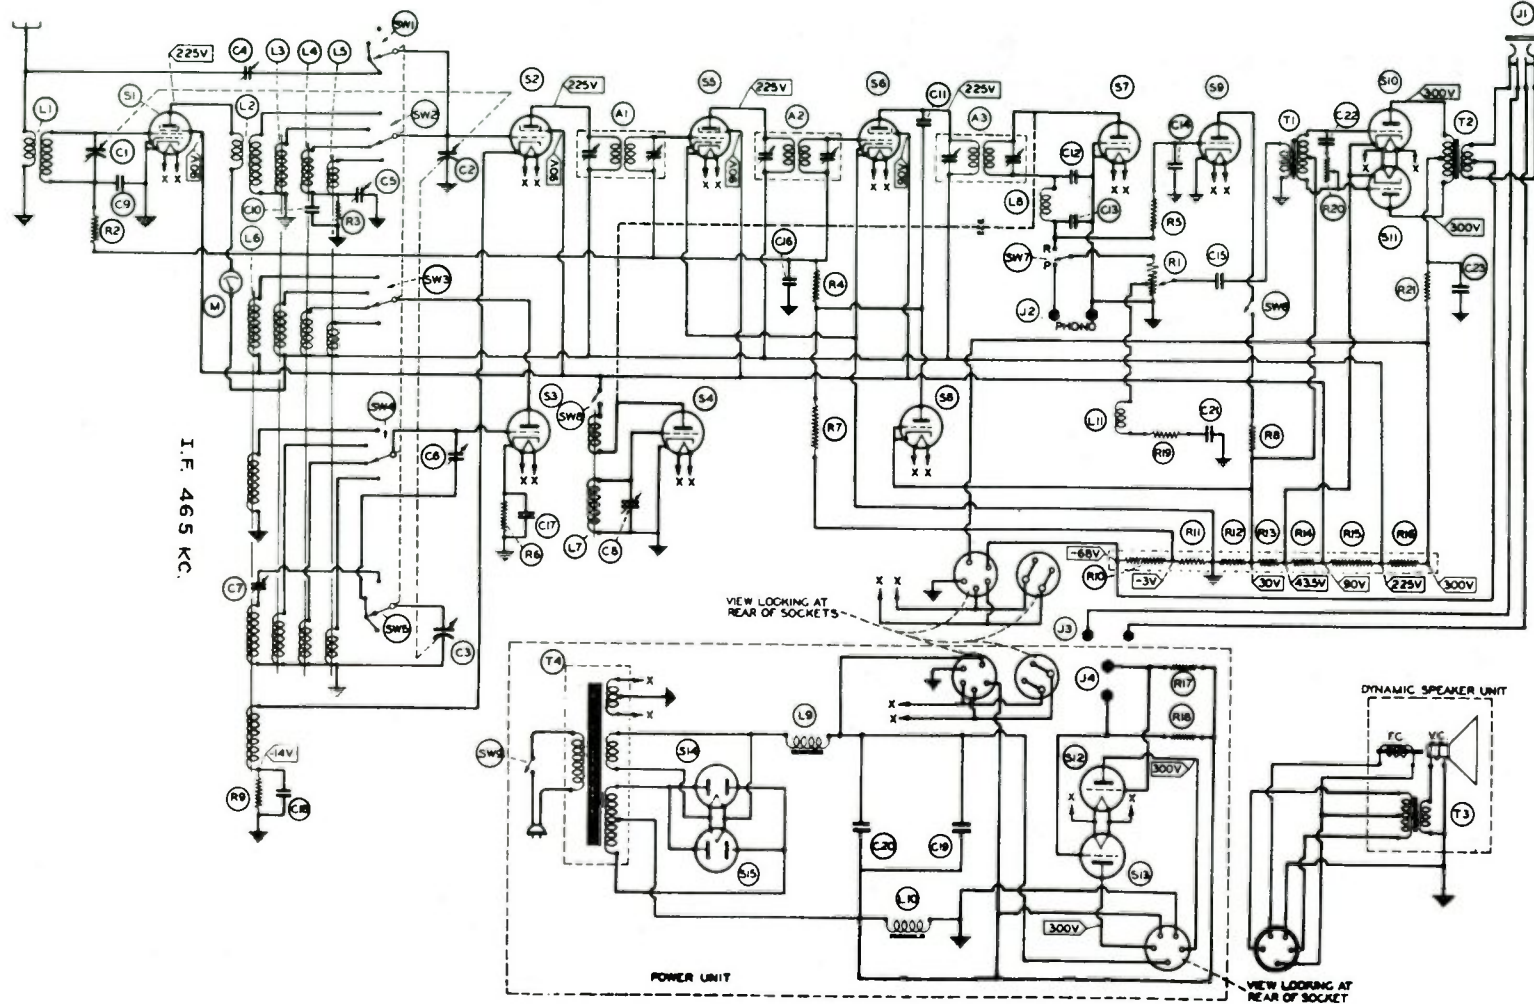 J1
SW1
225V
C4
L3
L4
L5
S2
225V
S5
225V
S6
C11
225V
S7
S9
S10
300V
L1
S1
L2
SW2
A1
A2
A3
C14
T1
C22
T2
C1
90V
C2
90V
90V
90V
C12
C9
C10
R3
C5
L8
C13
R5
R20
S11
300V
R2
L6
C16
R
SW7
P
R1
C15
C23
M
SW3
R4
J2
PHONO
SW6
R21
SW4
S3
SW8
S4
R7
S8
L11
C21
R8
R19
C6
I.F. 465 KC.
C17
R6
L7
C8
-68V
R11
R12
R13
R14
R15
R16
R10
-3V
30V
43.5V
90V
225V
300V
C7
SW5
C3
X
X
VIEW LOOKING AT
REAR OF SOCKETS
J3
T4
X
X
J4
R17
R18
DYNAMIC SPEAKER UNIT
FC
V.C.
-14V
R9
C18
SW9
S14
L9
X
X
S12
300V
X
X
T3
S15
C20
C19
S13
L10
300V
POWER UNIT
VIEW LOOKING AT
REAR OF SOCKET